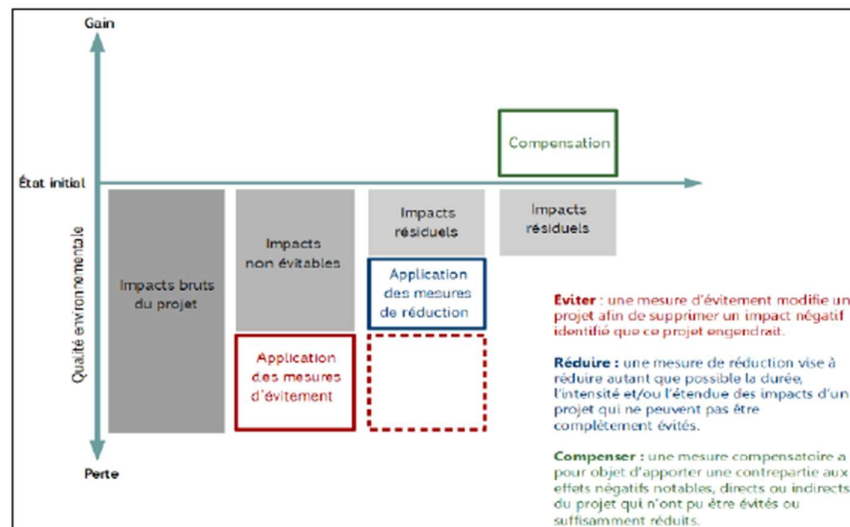 Gain
Compensation
État initial
Impacts bruts
du projet
Impacts
non évitables
Impacts
résiduels
Impacts
résiduels
Application
des mesures
de réduction
Application
des mesures
d'évitement
Qualité environnementale
Perte
Éviter : une mesure d'évitement modifie un
projet afin de supprimer un impact négatif
identifié que ce projet engendrait.
Réduire : une mesure de réduction vise à
réduire autant que possible la durée,
l'intensité et/ou l'étendue des impacts d'un
projet qui ne peuvent pas être
complètement évités.
Compenser : une mesure compensatoire a
pour objet d'apporter une contrepartie aux
effets négatifs notables, directs ou indirects
du projet qui n'ont pu être évités ou
suffisamment réduits.